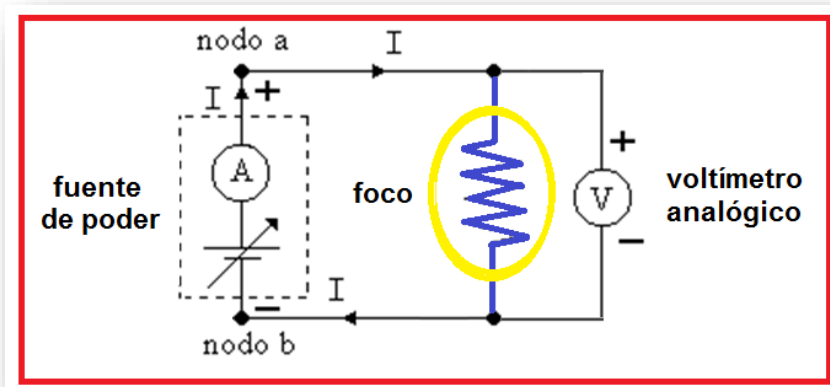 nodo a
I
I
+
A
fuente
de poder
foco
+
V
−
voltímetro
analógico
I
−
nodo b